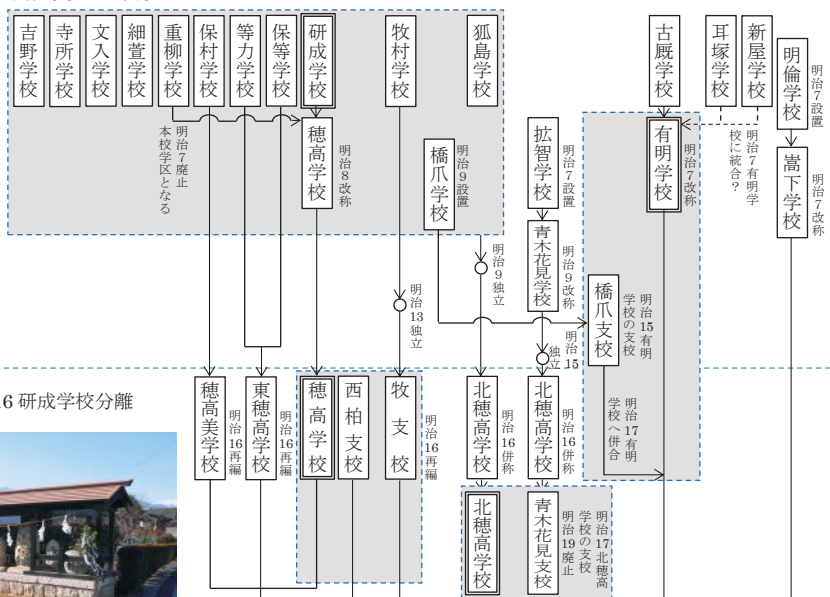 吉野学校
寺所学校
文入学校
細萱学校
重柳学校
保村学校
等力学校
保等学校
研成学校
牧村学校
狐島学校
古厩学校
耳塚学校
新屋学校
明倫学校
明治7設置
明治7廃止
本校学区となる
穂高学校
明治8改称
橋爪学校
明治9設置
拡智学校
明治7設置
有明学校
明治7改称
明治7有明学
校に統合？
嵩下学校
明治7改称
青木花見学校
明治9改称
明治9独立
明治13独立
明治15
独立
橋爪支校
明治15有明
学校の支校
明治17有明
学校へ併合
16 研成学校分離
穂高美学校
明治16再編
東穂高学校
明治16再編
穂高学校
西柏支校
牧支校
明治16再編
北穂高学校
明治16併称
北穂高学校
明治16併称
北穂高学校
青木花見支校
明治17北穂高
学校の支校
明治19廃止